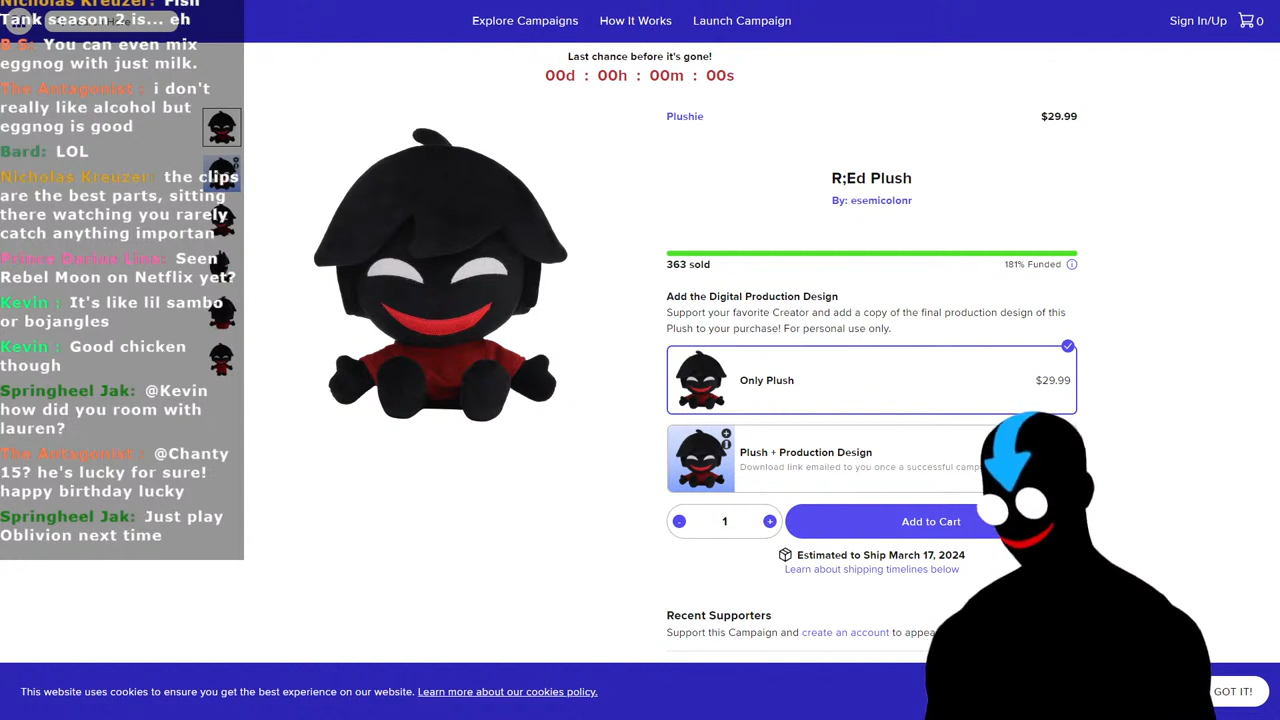 Nicholas Kreuzer: Fish
Tank season 2 is... eh
B S: You can even mix
eggnog with just milk.
The Antagonist : i don't
really like alcohol but
eggnog is good
Bard: LOL
Nicholas Kreuzer: the clips
are the best parts, sitting
there watching you rarely
catch anything importan
Prince Darius Lina: Seen
Rebel Moon on Netflix yet?
Kevin : It's like lil sambo
or bojangles
Kevin : Good chicken
though
Springheel Jak: @Kevin
how did you room with
lauren?
The Antagonist : @Chanty
15? he's lucky for sure!
happy birthday lucky
Springheel Jak: Just play
Oblivion next time
Explore Campaigns How It Works Launch Campaign
Sign In/Up 0
Last chance before it's gone!
00d : 00h : 00m : 00s
Plushie $29.99
R;Ed Plush
By: esemicolonr
363 sold 181% Funded
Add the Digital Production Design
Support your favorite Creator and add a copy of the final production design of this
Plush to your purchase! For personal use only.
Only Plush $29.99
Plush + Production Design
Download link emailed to you once a successful camp
- 1 + Add to Cart
Estimated to Ship March 17, 2024
Learn about shipping timelines below
Recent Supporters
Support this Campaign and create an account to appea
This website uses cookies to ensure you get the best experience on our website. Learn more about our cookies policy.
GOT IT!